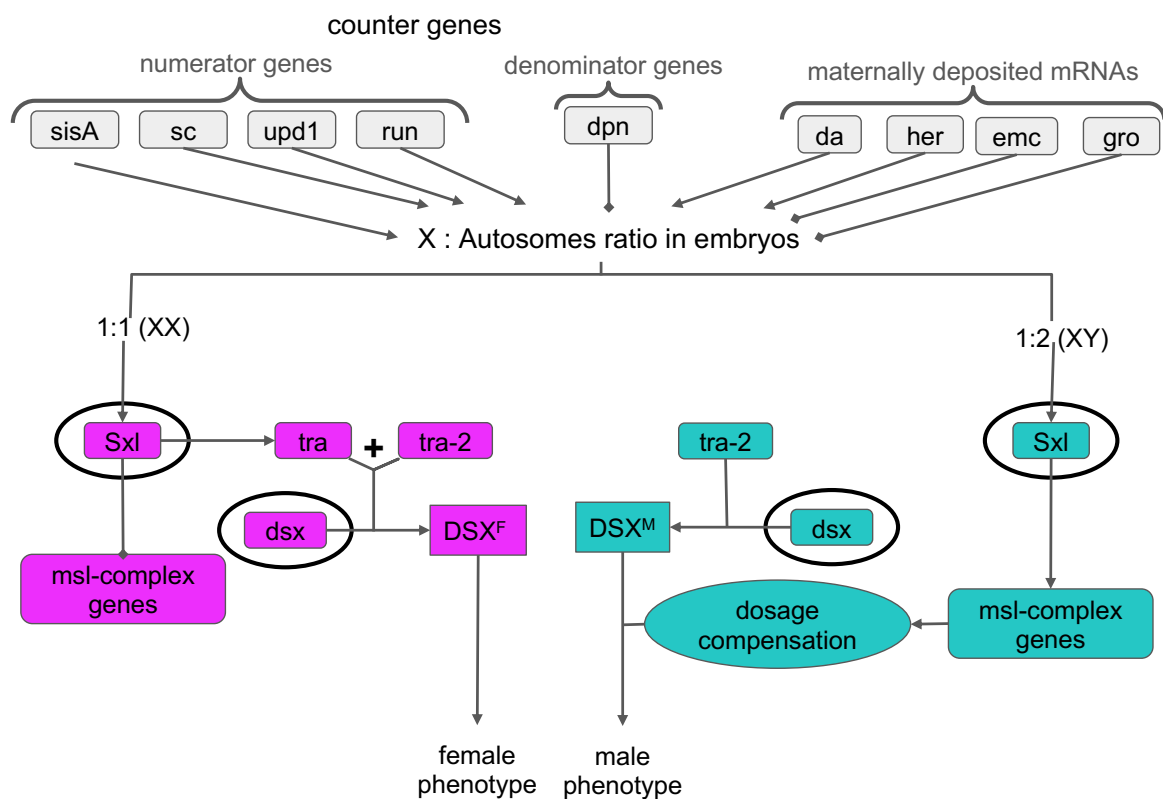 counter genes
numerator genes
denominator genes
maternally deposited mRNAs
sisA
sc
upd1
run
dpn
da
her
emc
gro
X : Autosomes ratio in embryos
1:1 (XX)
1:2 (XY)
Sxl
tra
+
tra-2
tra-2
Sxl
dsx
DSXF
DSXM
dsx
msl-complex
genes
dosage
compensation
msl-complex
genes
female
phenotype
male
phenotype